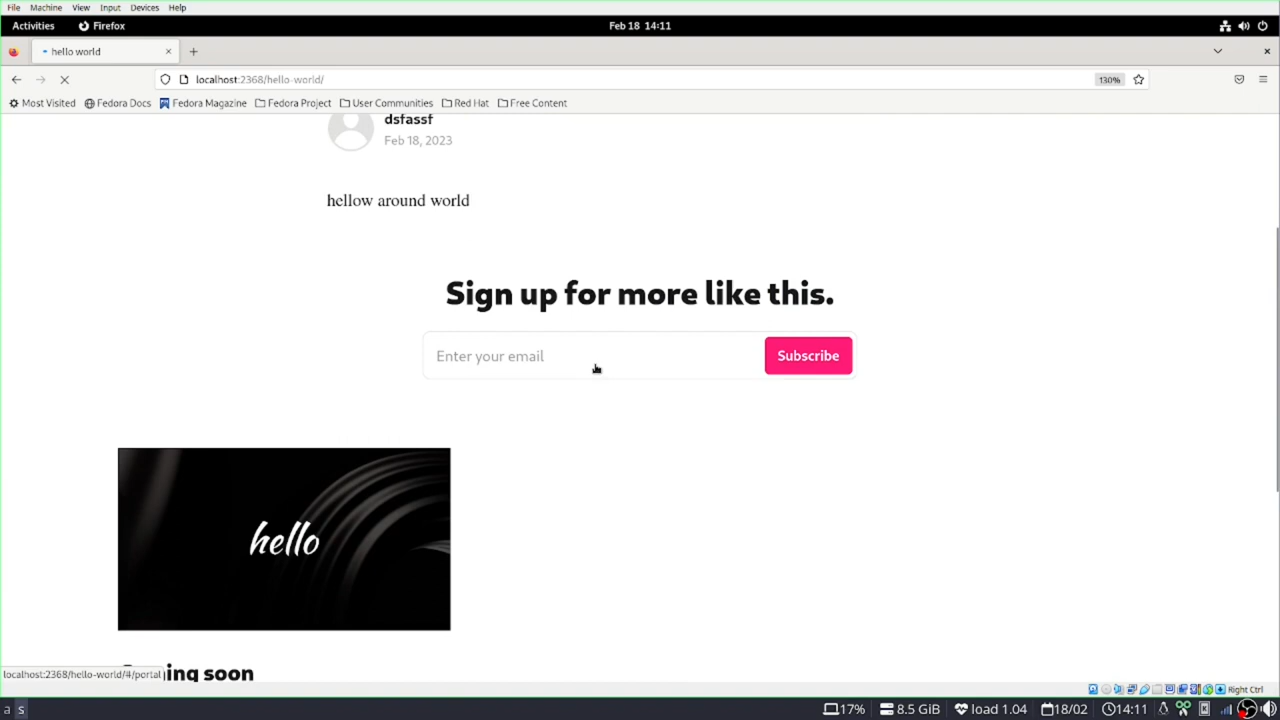 File Machine View Input Devices Help
Activities Firefox Feb 18 14:11
hello world
localhost:2368/hello-world/ 130%
Most Visited Fedora Docs Fedora Magazine Fedora Project User Communities Red Hat Free Content
dsfassf
Feb 18, 2023
hellow around world
Sign up for more like this.
Enter your email Subscribe
hello
soon
localhost:2368/hello-world/#/portal
Right Ctrl
a s 17% 8.5 GiB load 1.04 18/02 14:11